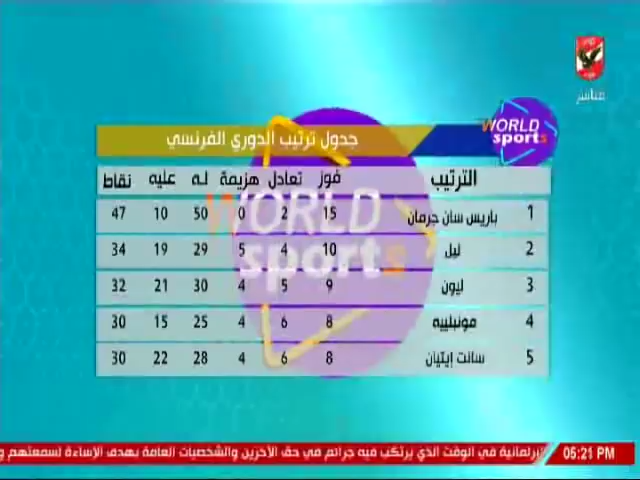 مباشر
WORLD
sports
جدول ترتيب الدوري الفرنسي
الترتيب فوز تعادل هزيمة له عليه نقاط
1 باريس سان جرمان 15 2 0 50 10 47
2 ليل 10 4 5 29 19 34
3 ليون 9 5 4 30 21 32
4 مونبلييه 8 6 4 25 15 30
5 سانت إيتيان 8 6 4 28 22 30
WORLD
sports
برلمانية في الوقت الذي يرتكب فيه جرائم في حق الآخرين والشخصيات العامة بهدف الإساءة لسمعتهم و
05:21 PM